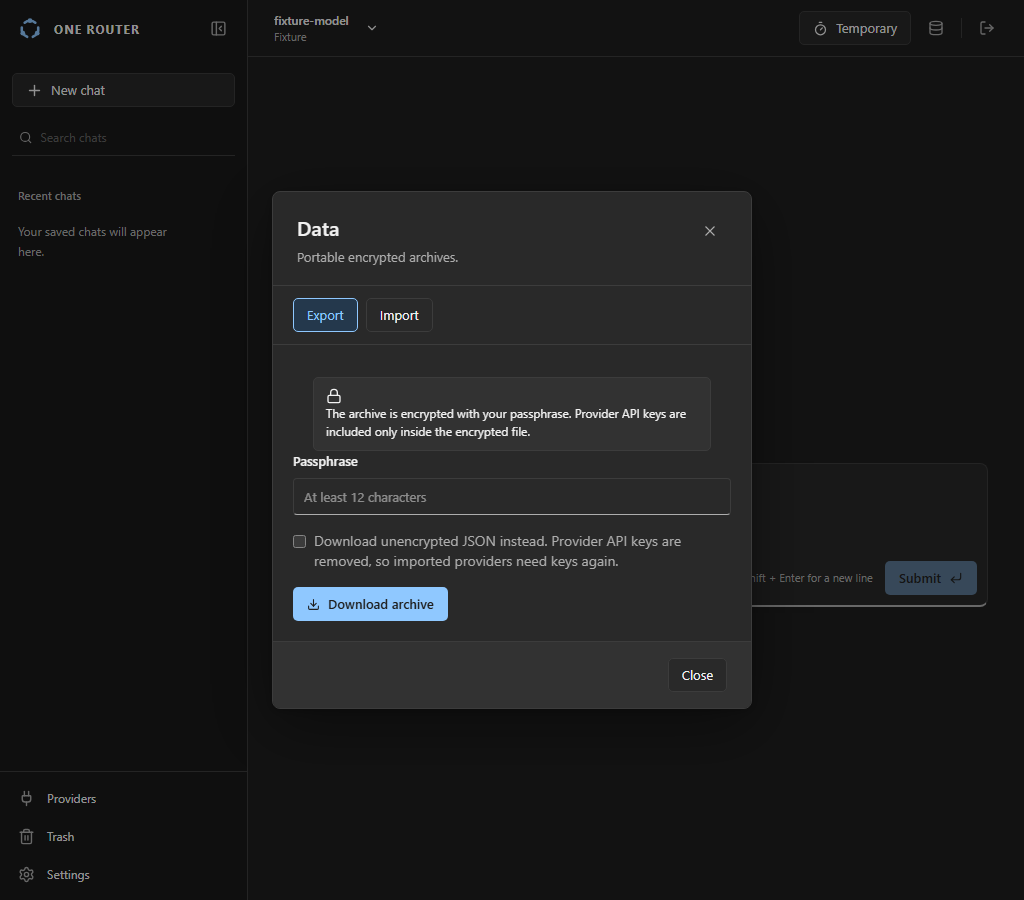 ONE ROUTER
fixture-model
Fixture
Temporary
New chat
Search chats
Recent chats
Your saved chats will appear
here.
Data
Portable encrypted archives.
Export
Import
The archive is encrypted with your passphrase. Provider API keys are
included only inside the encrypted file.
Passphrase
At least 12 characters
Download unencrypted JSON instead. Provider API keys are
removed, so imported providers need keys again.
+ Enter for a new line
Submit
Download archive
Close
Providers
Trash
Settings